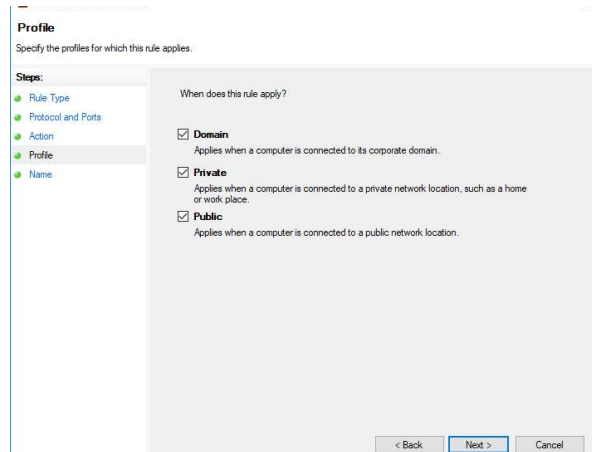 Profile
Specify the profiles for which this rule applies.
Steps:
Rule Type
Protocol and Ports
Action
Profile
Name
When does this rule apply?
Domain
Applies when a computer is connected to its corporate domain.
Private
Applies when a computer is connected to a private network location, such as a home
or work place.
Public
Applies when a computer is connected to a public network location.
< Back
Next >
Cancel